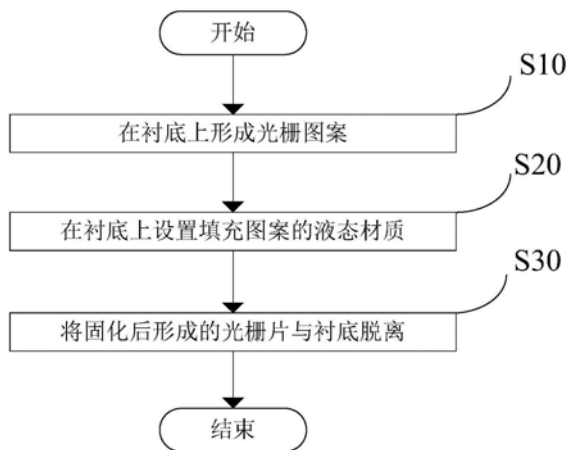 开始
S10
在衬底上形成光栅图案
S20
在衬底上设置填充图案的液态材质
S30
将固化后形成的光栅片与衬底脱离
结束